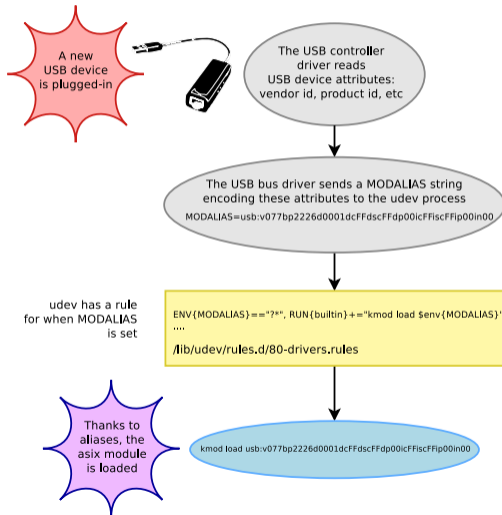 A new
USB device
is plugged-in
The USB controller
driver reads
USB device attributes:
vendor id, product id, etc
The USB bus driver sends a MODALIAS string
encoding these attributes to the udev process
MODALIAS=usb:v077bp2226d0001dcFFdscFFdp00icFFiscFFip00in00
udev has a rule
for when MODALIAS
is set
ENV{MODALIAS}=="?*", RUN{builtin}+="kmod load $env{MODALIAS}"
....
/lib/udev/rules.d/80-drivers.rules
Thanks to
aliases, the
asix module
is loaded
kmod load usb:v077bp2226d0001dcFFdscFFdp00icFFiscFFip00in00